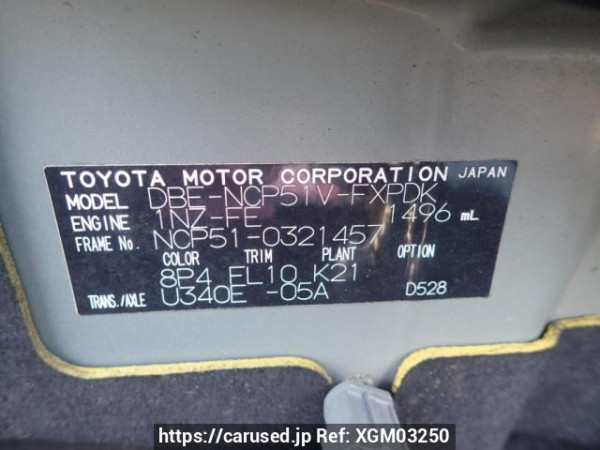 TOYOTA MOTOR CORPORATION JAPAN
MODEL DBE-NCP51V-FXPDK
ENGINE 1NZ-FE 1496 mL
FRAME No. NCP51-0321457
COLOR TRIM PLANT OPTION
8P4 FL10 K21
TRANS./AXLE U340E -05A D528
https://carused.jp Ref: XGM03250